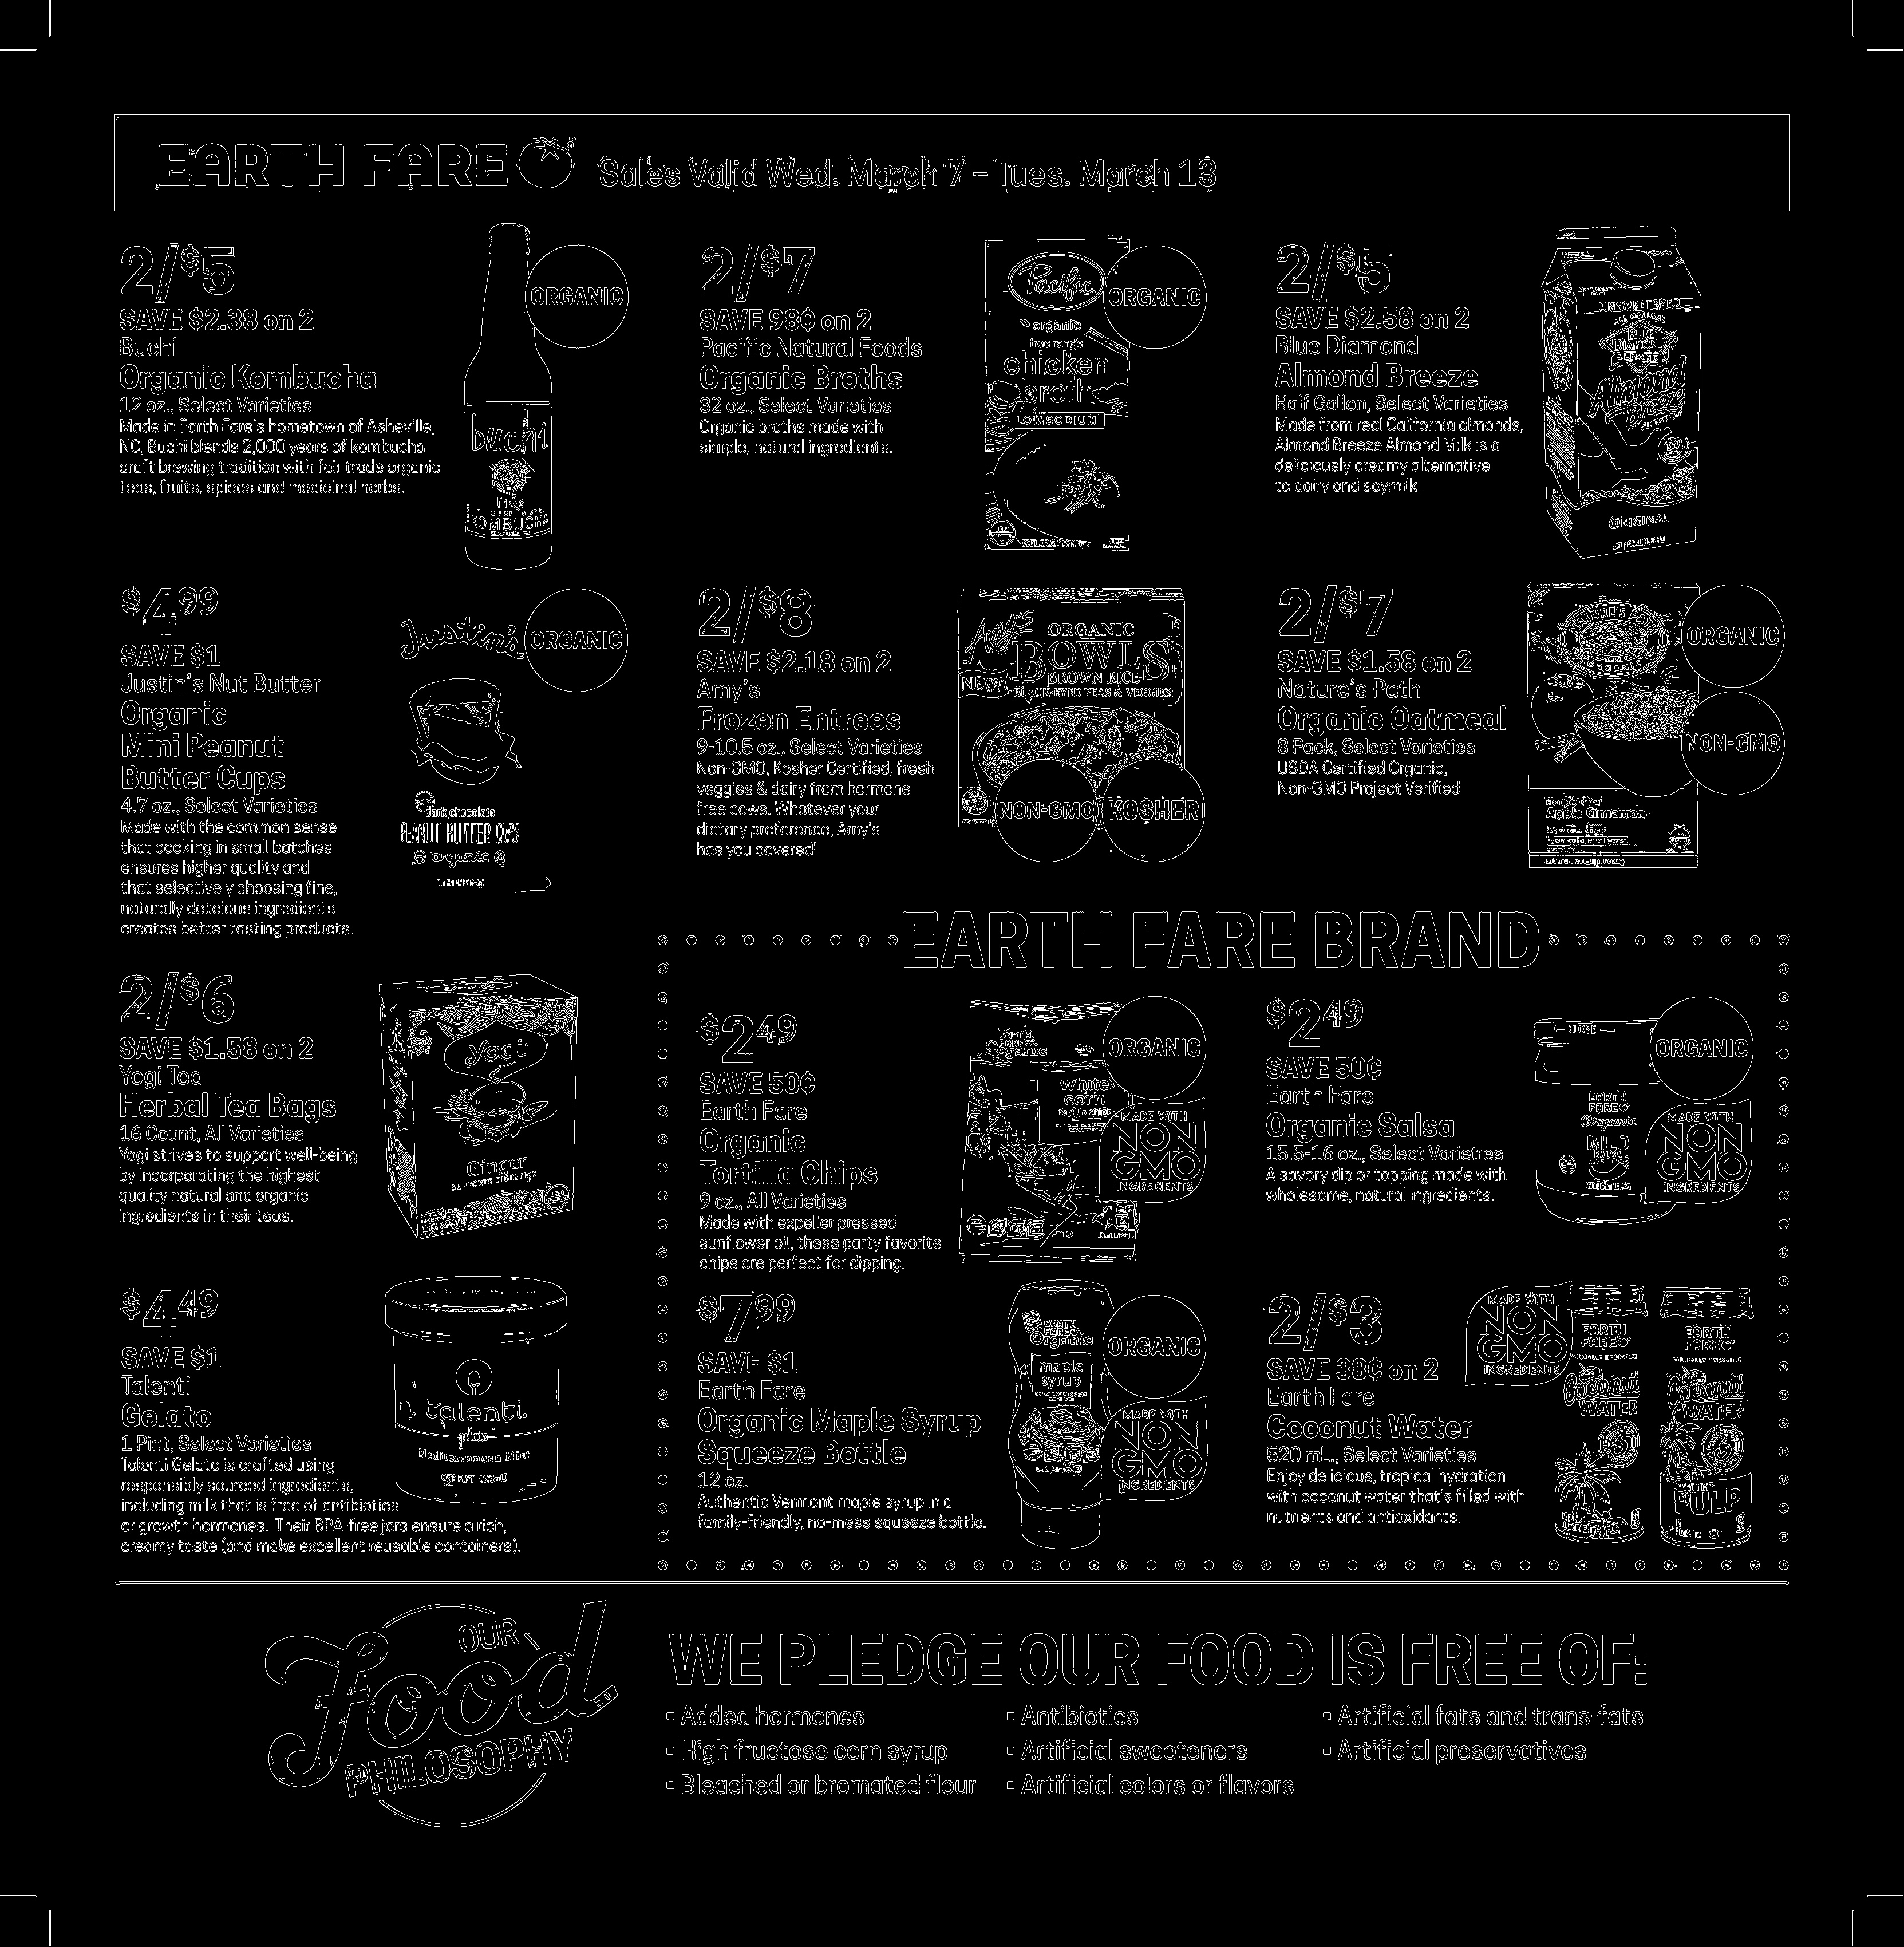 EARTH FARE
Sales Valid Wed. March 7 – Tues. March 13
2/$5
SAVE $2.38 on 2
Buchi
Organic Kombucha
12 oz., Select Varieties
Made in Earth Fare's hometown of Asheville,
NC, Buchi blends 2,000 years of kombucha
craft brewing tradition with fair trade organic
teas, fruits, spices and medicinal herbs.
buchi
FIRE
KOMBUCHA
ORGANIC
2/$7
SAVE 98¢ on 2
Pacific Natural Foods
Organic Broths
32 oz., Select Varieties
Organic broths made with
simple, natural ingredients.
Pacific
organic
free range
chicken
broth
LOW SODIUM
ORGANIC
2/$5
SAVE $2.58 on 2
Blue Diamond
Almond Breeze
Half Gallon, Select Varieties
Made from real California almonds,
Almond Breeze Almond Milk is a
deliciously creamy alternative
to dairy and soymilk.
UNSWEETENED
ALL NATURAL
BLUE
DIAMOND
ALMONDS
Almond
Breeze
ORIGINAL
$4.99
SAVE $1
Justin's Nut Butter
Organic
Mini Peanut
Butter Cups
4.7 oz., Select Varieties
Made with the common sense
that cooking in small batches
ensures higher quality and
that selectively choosing fine,
naturally delicious ingredients
creates better tasting products.
Justin's
ORGANIC
dark chocolate
PEANUT BUTTER CUPS
organic
2/$8
SAVE $2.18 on 2
Amy's
Frozen Entrees
9-10.5 oz., Select Varieties
Non-GMO, Kosher Certified, fresh
veggies & dairy from hormone
free cows. Whatever your
dietary preference, Amy's
has you covered!
Amy's
ORGANIC
BOWLS
NEW!
BROWN RICE
BLACK-EYED PEAS & VEGGIES
NON-GMO
KOSHER
2/$7
SAVE $1.58 on 2
Nature's Path
Organic Oatmeal
8 Pack, Select Varieties
USDA Certified Organic,
Non-GMO Project Verified
NATURE'S PATH
ORGANIC
Apple Cinnamon
ORGANIC
NON-GMO
2/$6
SAVE $1.58 on 2
Yogi Tea
Herbal Tea Bags
16 Count, All Varieties
Yogi strives to support well-being
by incorporating the highest
quality natural and organic
ingredients in their teas.
yogi
Ginger
SUPPORTS DIGESTION
$4.49
SAVE $1
Talenti
Gelato
1 Pint, Select Varieties
Talenti Gelato is crafted using
responsibly sourced ingredients,
including milk that is free of antibiotics
or growth hormones. Their BPA-free jars ensure a rich,
creamy taste (and make excellent reusable containers).
talenti
gelato
Mediterranean Mint
ONE PINT (473mL)
EARTH FARE BRAND
$2.49
SAVE 50¢
Earth Fare
Organic
Tortilla Chips
9 oz., All Varieties
Made with expeller pressed
sunflower oil, these party favorite
chips are perfect for dipping.
EARTH
FARE
Organic
white
corn
tortilla chips
ORGANIC
MADE WITH
NON
GMO
INGREDIENTS
$2.49
SAVE 50¢
Earth Fare
Organic Salsa
15.5-16 oz., Select Varieties
A savory dip or topping made with
wholesome, natural ingredients.
CLOSE
EARTH
FARE
Organic
MILD
SALSA
ORGANIC
MADE WITH
NON
GMO
INGREDIENTS
$7.99
SAVE $1
Earth Fare
Organic Maple Syrup
Squeeze Bottle
12 oz.
Authentic Vermont maple syrup in a
family-friendly, no-mess squeeze bottle.
EARTH
FARE
Organic
maple
syrup
ORGANIC
MADE WITH
NON
GMO
INGREDIENTS
2/$3
SAVE 38¢ on 2
Earth Fare
Coconut Water
520 mL., Select Varieties
Enjoy delicious, tropical hydration
with coconut water that's filled with
nutrients and antioxidants.
MADE WITH
NON
GMO
INGREDIENTS
EARTH
FARE
NATURALLY HYDRATING
Coconut
WATER
EARTH
FARE
NATURALLY HYDRATING
Coconut
WATER
WITH
PULP
OUR
Food
PHILOSOPHY
WE PLEDGE OUR FOOD IS FREE OF:
• Added hormones
• High fructose corn syrup
• Bleached or bromated flour
• Antibiotics
• Artificial sweeteners
• Artificial colors or flavors
• Artificial fats and trans-fats
• Artificial preservatives